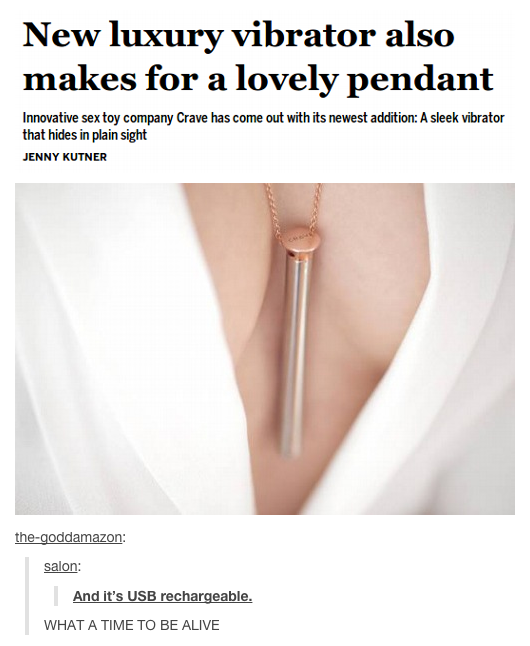 New luxury vibrator also
makes for a lovely pendant
Innovative sex toy company Crave has come out with its newest addition: A sleek vibrator
that hides in plain sight
JENNY KUTNER
CRAVE
the-goddamazon:
salon:
And it's USB rechargeable.
WHAT A TIME TO BE ALIVE